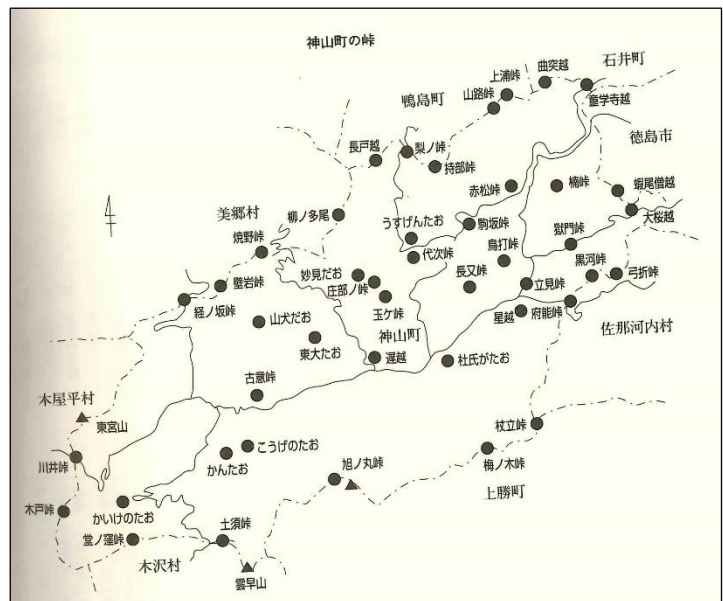 神山町の峠
石井町
曲突越
上浦峠
山路峠
童学寺越
鴨島町
徳島市
長戸越
梨ノ峠
持部峠
赤松峠
楠峠
蝦尾僧越
大桜越
美郷村
柳ノ多尾
うすげんたお
駒坂峠
獄門峠
焼野峠
代次峠
鳥打峠
黒河峠
弓折峠
妙見だお
庄部ノ峠
長又峠
立見峠
壁岩峠
玉ケ峠
経ノ坂峠
山犬だお
神山町
星越
府能峠
佐那河内村
東大たお
遅越
杜氏がたお
木屋平村
古意峠
東宮山
杖立峠
川井峠
こうげのたお
かんたお
旭ノ丸峠
梅ノ木峠
上勝町
木戸峠
かいけのたお
土須峠
堂ノ窪峠
木沢村
雲早山